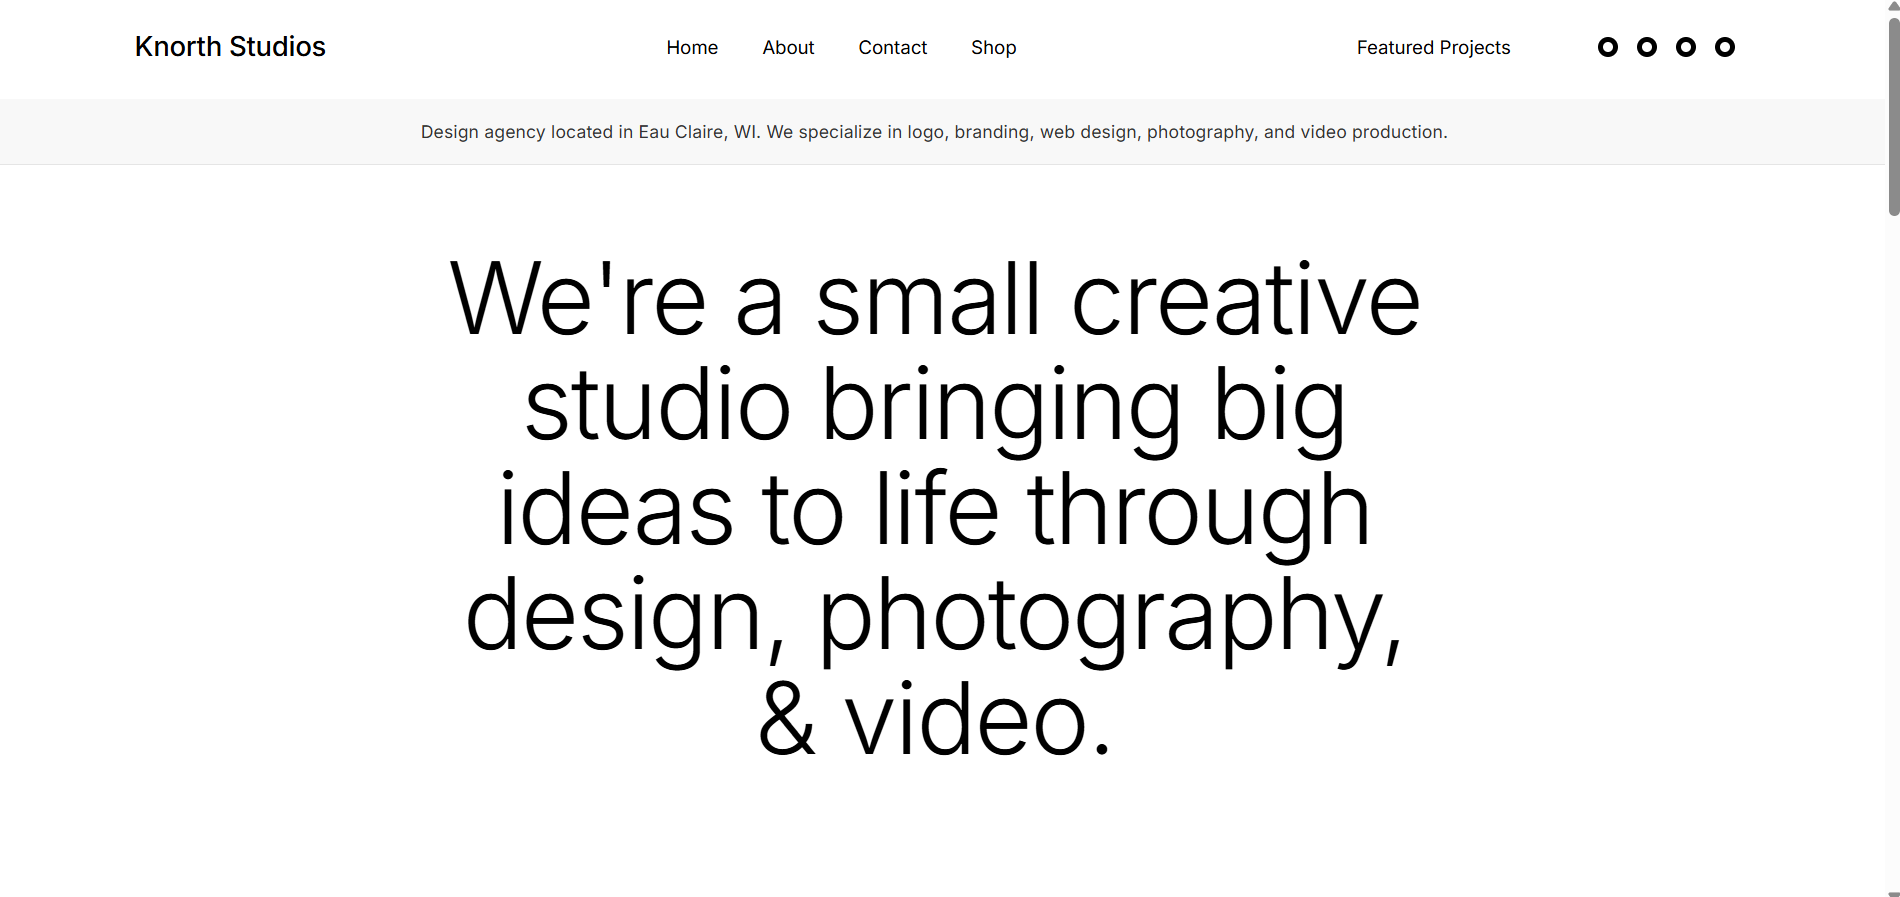 Knorth Studios
Home About Contact Shop
Featured Projects
Design agency located in Eau Claire, WI. We specialize in logo, branding, web design, photography, and video production.
We're a small creative
studio bringing big
ideas to life through
design, photography,
& video.